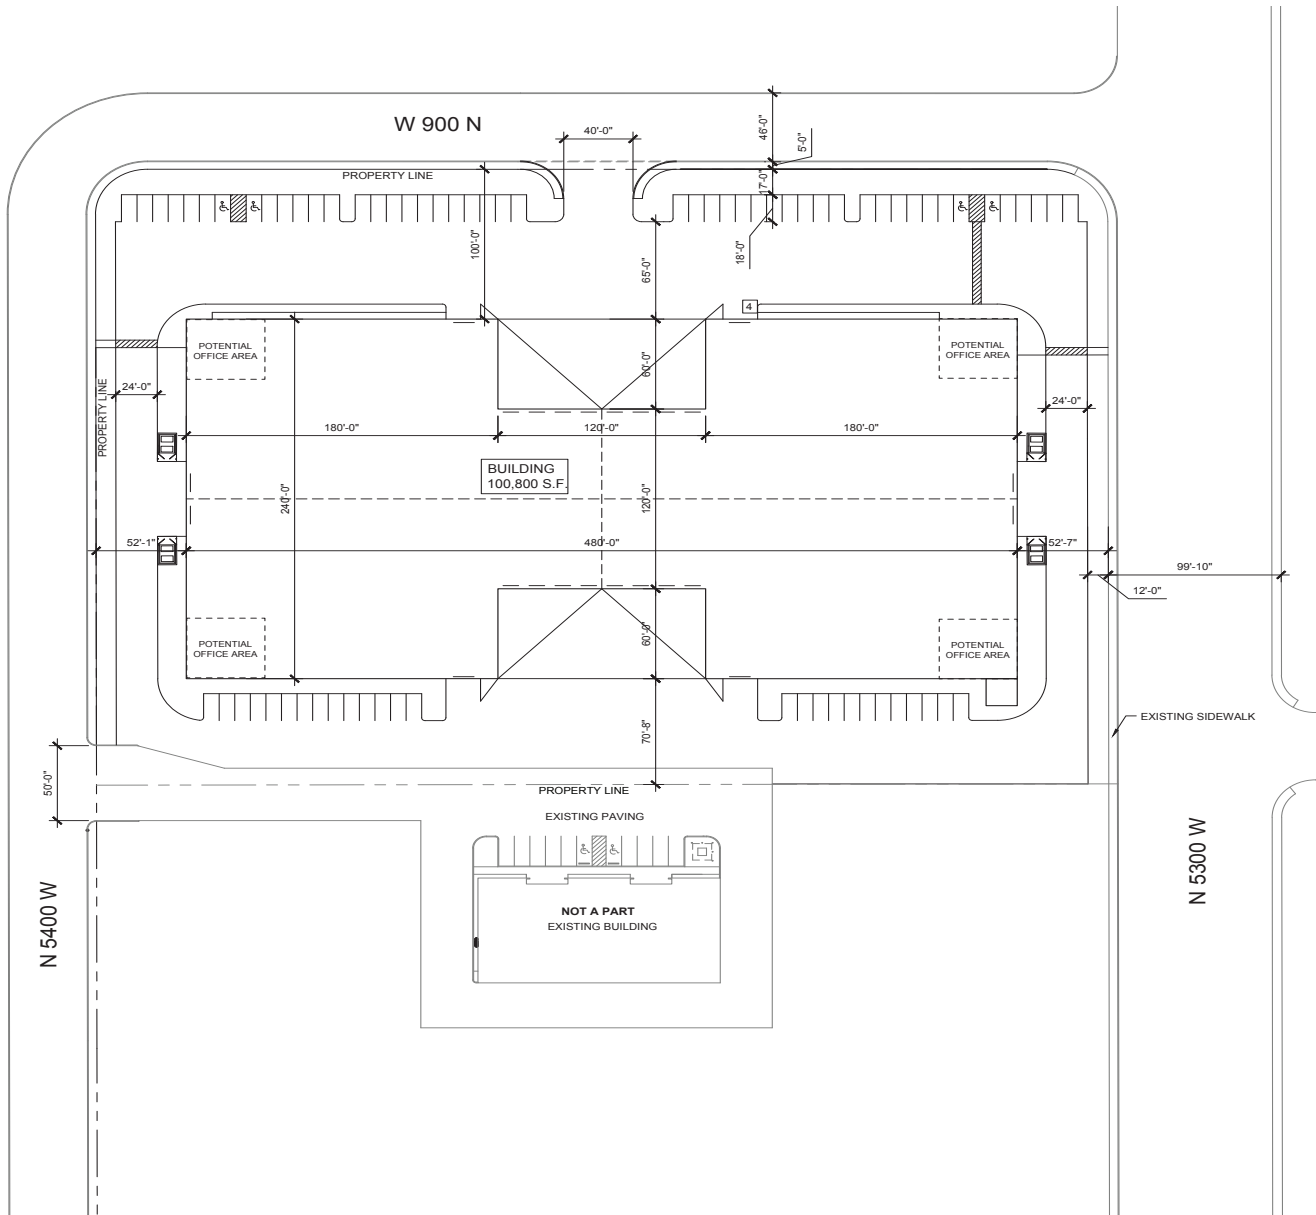 W 900 N
40'-0"
46'-0"
5'-0"
PROPERTY LINE
17'-0"
100'-0"
18'-0"
65'-0"
4
POTENTIAL
OFFICE AREA
POTENTIAL
OFFICE AREA
60'-0"
24'-0"
PROPERTY LINE
24'-0"
180'-0"
120'-0"
180'-0"
BUILDING
100,800 S.F.
240'-0"
120'-0"
52'-1"
480'-0"
52'-7"
99'-10"
12'-0"
60'-0"
POTENTIAL
OFFICE AREA
POTENTIAL
OFFICE AREA
70'-8"
EXISTING SIDEWALK
50'-0"
PROPERTY LINE
EXISTING PAVING
NOT A PART
EXISTING BUILDING
N 5400 W
N 5300 W